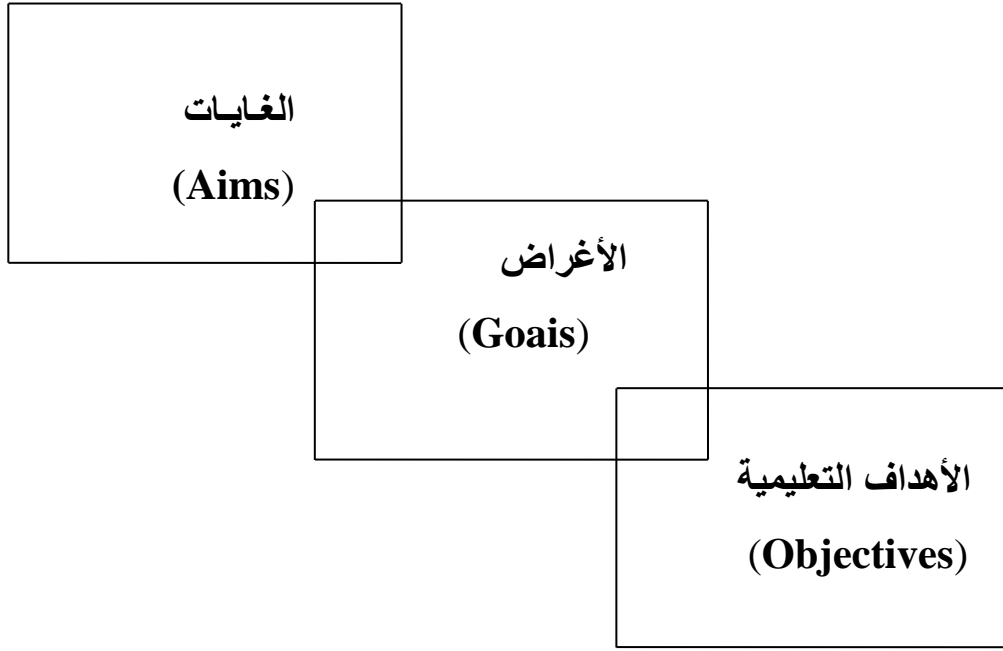 الغايات
(Aims)
الأغراض
(Goais)
الأهداف التعليمية
(Objectives)